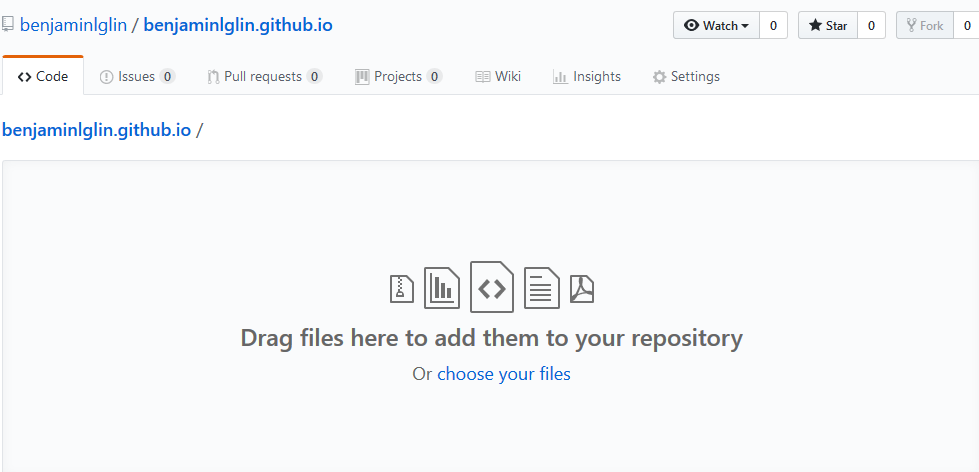 benjaminlglin / benjaminlglin.github.io
Watch 0 Star 0 Fork 0
Code Issues 0 Pull requests 0 Projects 0 Wiki Insights Settings
benjaminlglin.github.io /
Drag files here to add them to your repository
Or choose your files